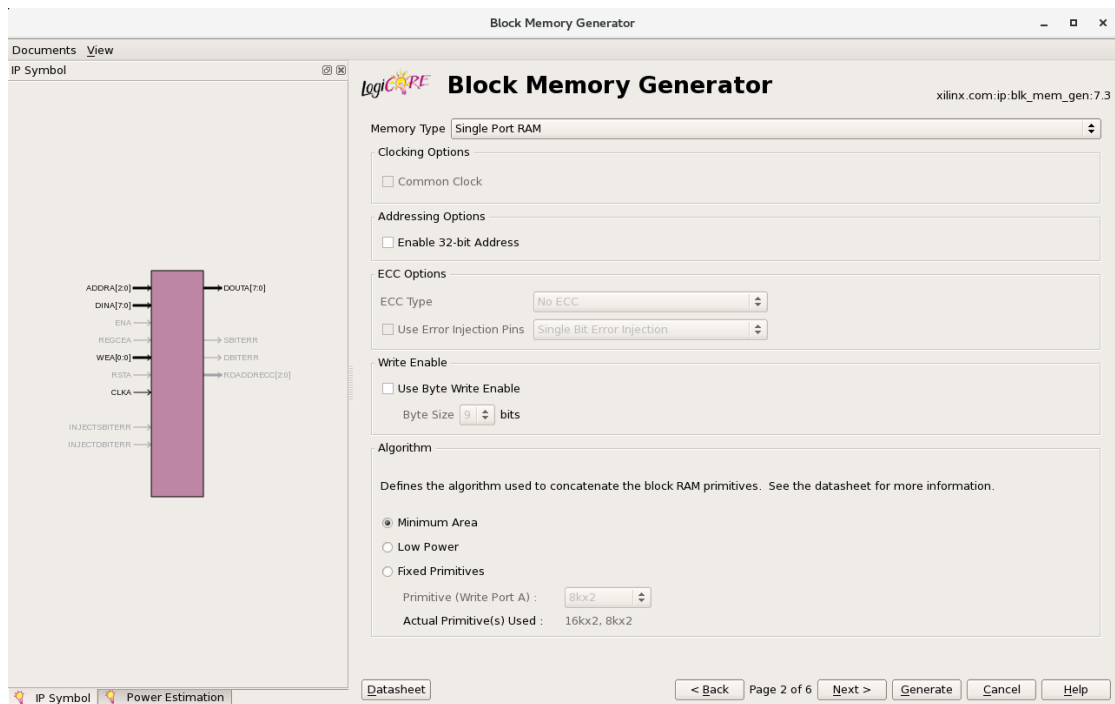 Block Memory Generator
Documents View
IP Symbol
LogiCORE Block Memory Generator
xilinx.com:ip:blk_mem_gen:7.3
Memory Type Single Port RAM
Clocking Options
Common Clock
Addressing Options
Enable 32-bit Address
ECC Options
ECC Type No ECC
Use Error Injection Pins Single Bit Error Injection
Write Enable
Use Byte Write Enable
Byte Size 9 bits
Algorithm
Defines the algorithm used to concatenate the block RAM primitives. See the datasheet for more information.
Minimum Area
Low Power
Fixed Primitives
Primitive (Write Port A) : 8kx2
Actual Primitive(s) Used : 16kx2, 8kx2
ADDRA[2:0] DOUTA[7:0]
DINA[7:0]
ENA
REGCEA SBITERR
WEA[0:0] DBITERR
RSTA RDADDRECC[2:0]
CLKA
INJECTSBITERR
INJECTDBITERR
IP Symbol Power Estimation
Datasheet < Back Page 2 of 6 Next > Generate Cancel Help